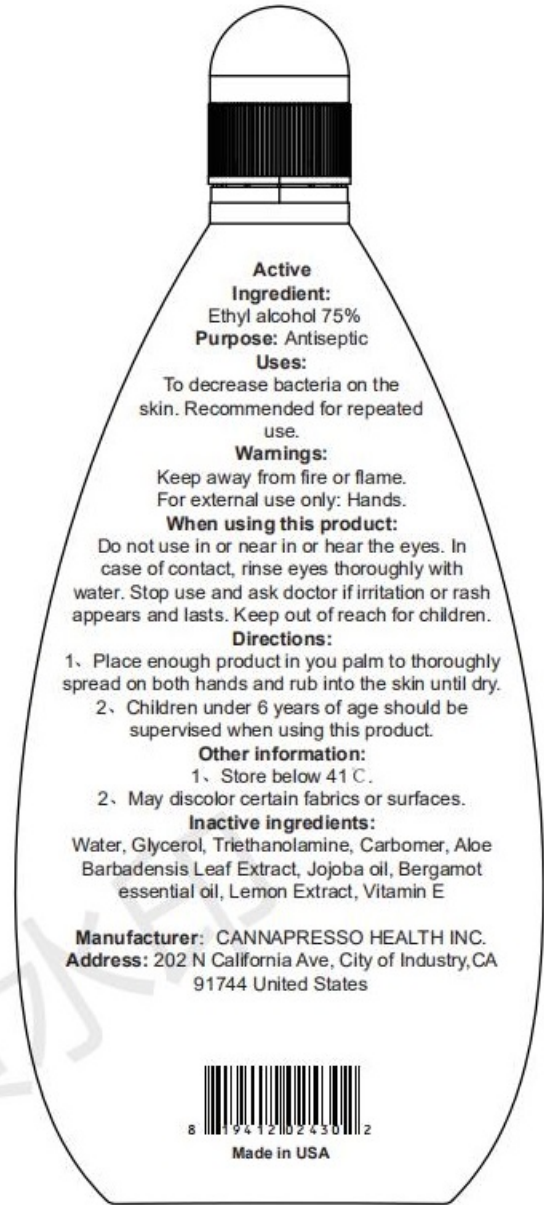 Active
Ingredient:
Ethyl alcohol 75%
Purpose: Antiseptic
Uses:
To decrease bacteria on the
skin. Recommended for repeated
use.
Warnings:
Keep away from fire or flame.
For external use only: Hands.
When using this product:
Do not use in or near in or hear the eyes. In
case of contact, rinse eyes thoroughly with
water. Stop use and ask doctor if irritation or rash
appears and lasts. Keep out of reach for children.
Directions:
1、Place enough product in you palm to thoroughly
spread on both hands and rub into the skin until dry.
2、Children under 6 years of age should be
supervised when using this product.
Other information:
1、Store below 41℃.
2、May discolor certain fabrics or surfaces.
Inactive ingredients:
Water, Glycerol, Triethanolamine, Carbomer, Aloe
Barbadensis Leaf Extract, Jojoba oil, Bergamot
essential oil, Lemon Extract, Vitamin E
Manufacturer: CANNAPRESSO HEALTH INC.
Address: 202 N California Ave, City of Industry,CA
91744 United States
水印
8 19412 02430 2
Made in USA